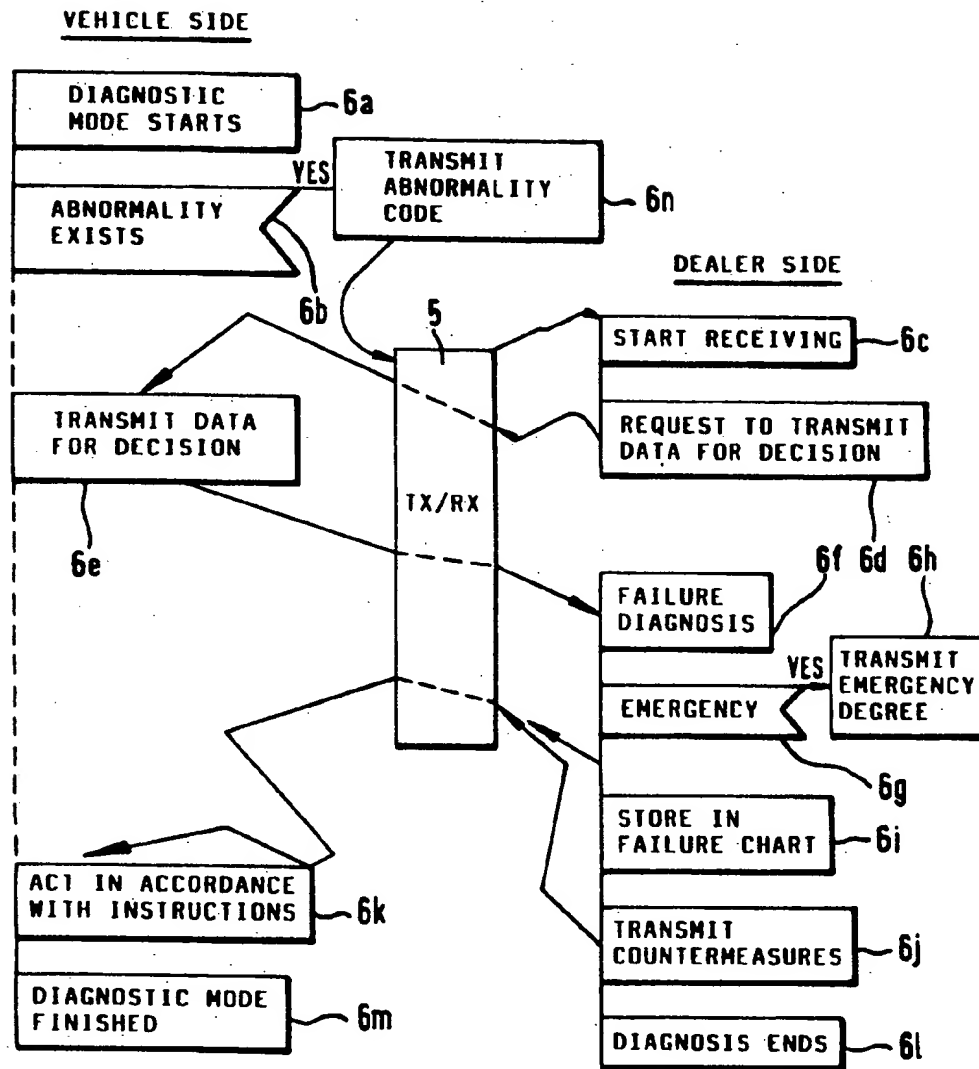 VEHICLE SIDE
DIAGNOSTIC
MODE STARTS
6a
YES
TRANSMIT
ABNORMALITY
CODE
6n
ABNORMALITY
EXISTS
6b
DEALER SIDE
5
START RECEIVING
6c
TRANSMIT DATA
FOR DECISION
6e
REQUEST TO TRANSMIT
DATA FOR DECISION
6d
TX/RX
FAILURE
DIAGNOSIS
6f
6h
YES
TRANSMIT
EMERGENCY
DEGREE
EMERGENCY
6g
STORE IN
FAILURE CHART
6i
ACT IN ACCORDANCE
WITH INSTRUCTIONS
6k
TRANSMIT
COUNTERMEASURES
6j
DIAGNOSTIC MODE
FINISHED
6m
DIAGNOSIS ENDS
6l